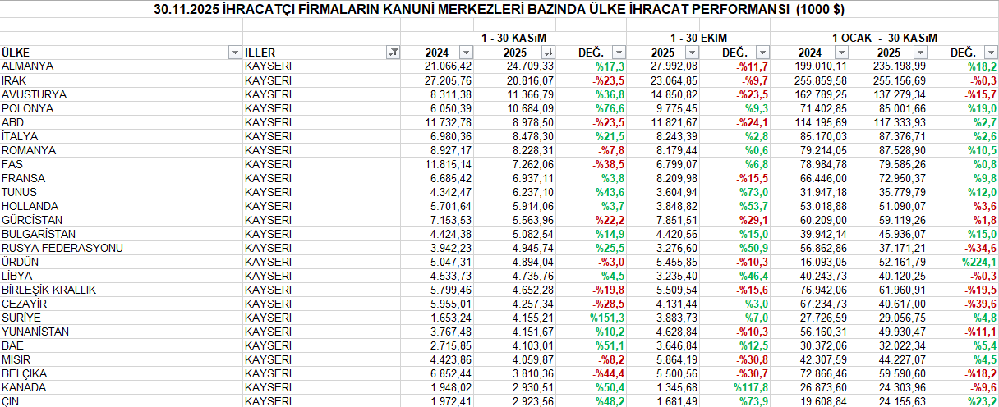 30.11.2025 İHRACATÇI FİRMALARIN KANUNİ MERKEZLERİ BAZINDA ÜLKE İHRACAT PERFORMANSI (1000 $)
1 - 30 KASıM 1 - 30 EKIM 1 OCAK - 30 KASıM
ÜLKE ILLER 2024 2025 DEĞ. 2025 DEĞ. 2024 2025 DEĞ.
ALMANYA KAYSERI 21.066,42 24.709,33 %17,3 27.992,08 -%11,7 199.010,11 235.198,99 %18,2
IRAK KAYSERI 27.205,76 20.816,07 -%23,5 23.064,85 -%9,7 255.859,58 255.156,69 -%0,3
AVUSTURYA KAYSERI 8.311,38 11.366,79 %36,8 14.850,82 -%23,5 162.789,25 137.279,34 -%15,7
POLONYA KAYSERI 6.050,39 10.684,09 %76,6 9.775,45 %9,3 71.402,85 85.001,66 %19,0
ABD KAYSERI 11.732,78 8.978,50 -%23,5 11.821,67 -%24,1 114.195,69 117.333,93 %2,7
İTALYA KAYSERI 6.980,36 8.478,30 %21,5 8.243,39 %2,8 85.170,03 87.376,71 %2,6
ROMANYA KAYSERI 8.927,17 8.228,31 -%7,8 8.179,44 %0,6 79.214,05 87.528,90 %10,5
FAS KAYSERI 11.815,14 7.262,06 -%38,5 6.799,07 %6,8 78.984,78 79.585,26 %0,8
FRANSA KAYSERI 6.685,42 6.937,11 %3,8 8.209,98 -%15,5 66.446,00 72.950,37 %9,8
TUNUS KAYSERI 4.342,47 6.237,10 %43,6 3.604,94 %73,0 31.947,18 35.779,79 %12,0
HOLLANDA KAYSERI 5.701,64 5.914,06 %3,7 3.848,82 %53,7 53.018,88 51.090,07 -%3,6
GÜRCİSTAN KAYSERI 7.153,53 5.563,96 -%22,2 7.851,51 -%29,1 60.209,00 59.119,26 -%1,8
BULGARİSTAN KAYSERI 4.424,38 5.082,54 %14,9 4.420,56 %15,0 39.942,14 45.936,07 %15,0
RUSYA FEDERASYONU KAYSERI 3.942,23 4.945,74 %25,5 3.276,60 %50,9 56.862,86 37.171,21 -%34,6
ÜRDÜN KAYSERI 5.047,31 4.894,04 -%3,0 5.455,85 -%10,3 16.093,05 52.161,79 %224,1
LİBYA KAYSERI 4.533,73 4.735,76 %4,5 3.235,40 %46,4 40.243,73 40.120,25 -%0,3
BİRLEŞİK KRALLIK KAYSERI 5.799,46 4.652,28 -%19,8 5.509,54 -%15,6 76.942,06 61.960,91 -%19,5
CEZAYİR KAYSERI 5.955,01 4.257,34 -%28,5 4.131,44 %3,0 67.234,73 40.617,00 -%39,6
SURİYE KAYSERI 1.653,24 4.155,21 %151,3 3.883,73 %7,0 27.726,59 29.056,75 %4,8
YUNANİSTAN KAYSERI 3.767,48 4.151,67 %10,2 4.628,84 -%10,3 56.160,31 49.930,47 -%11,1
BAE KAYSERI 2.715,85 4.103,01 %51,1 3.646,84 %12,5 30.372,06 32.022,34 %5,4
MISIR KAYSERI 4.423,86 4.059,87 -%8,2 5.864,19 -%30,8 42.307,59 44.227,07 %4,5
BELÇİKA KAYSERI 6.852,44 3.810,36 -%44,4 5.500,56 -%30,7 72.866,46 59.590,60 -%18,2
KANADA KAYSERI 1.948,02 2.930,51 %50,4 1.345,68 %117,8 26.873,60 24.303,96 -%9,6
ÇİN KAYSERI 1.972,41 2.923,56 %48,2 1.681,49 %73,9 19.608,84 24.155,63 %23,2